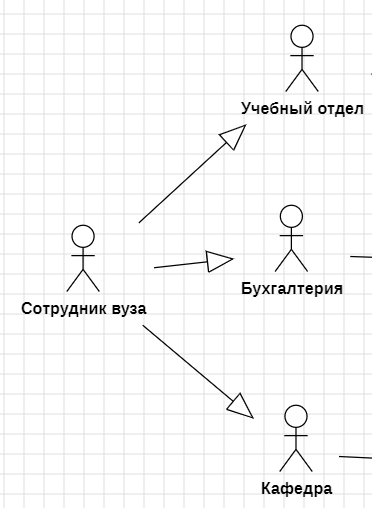 Учебный отдел
Бухгалтерия
Сотрудник вуза
Кафедра